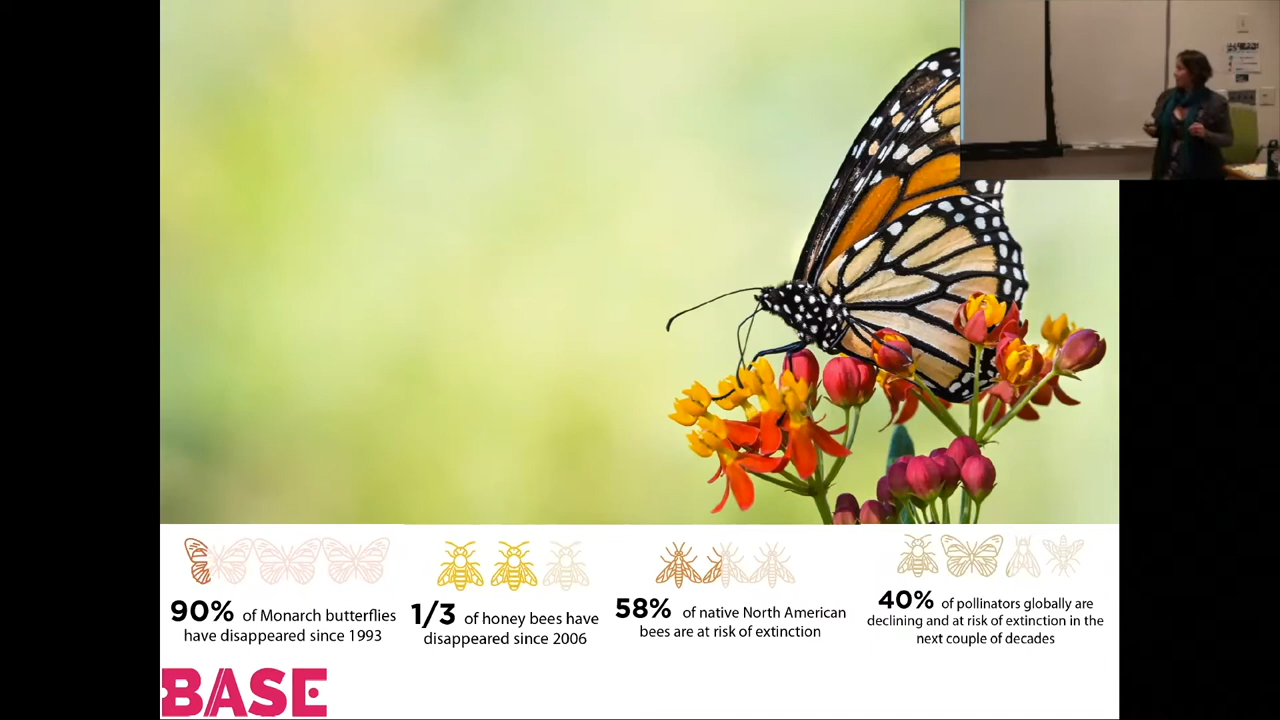 90% of Monarch butterflies
have disappeared since 1993
1/3 of honey bees have
disappeared since 2006
58% of native North American
bees are at risk of extinction
40% of pollinators globally are
declining and at risk of extinction in the
next couple of decades
BASE